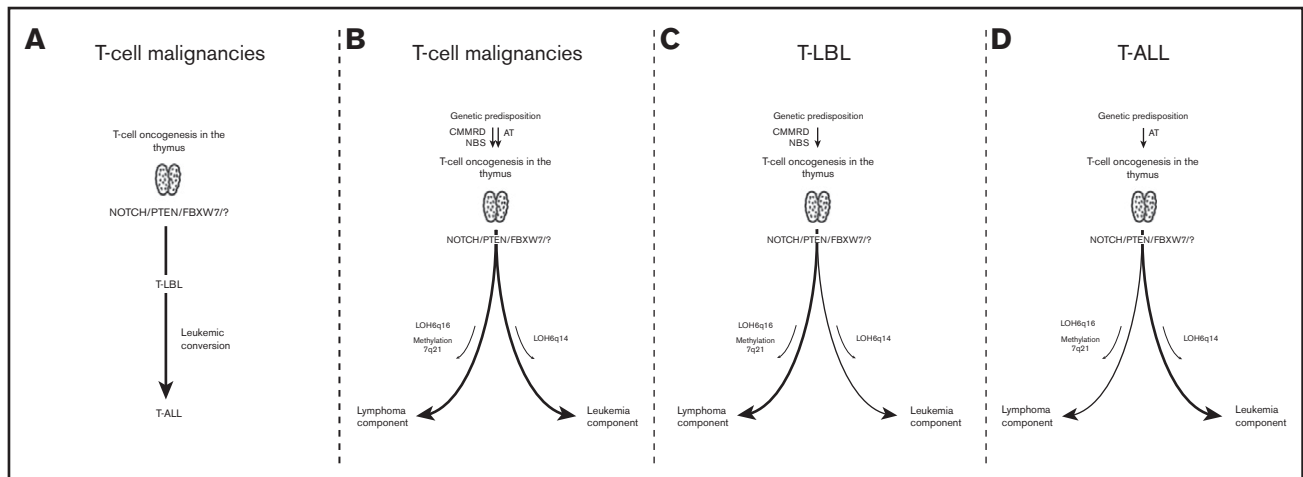 A
T-cell malignancies
T-cell oncogenesis in the
thymus
NOTCH/PTEN/FBXW7/?
T-LBL
Leukemic
conversion
T-ALL
B
T-cell malignancies
Genetic predisposition
CMMRD
NBS
AT
T-cell oncogenesis in the
thymus
NOTCH/PTEN/FBXW7/?
LOH6q16
Methylation
7q21
LOH6q14
Lymphoma
component
Leukemia
component
C
T-LBL
Genetic predisposition
CMMRD
NBS
T-cell oncogenesis in the
thymus
NOTCH/PTEN/FBXW7/?
LOH6q16
Methylation
7q21
LOH6q14
Lymphoma
component
Leukemia
component
D
T-ALL
Genetic predisposition
AT
T-cell oncogenesis in the
thymus
NOTCH/PTEN/FBXW7/?
LOH6q16
Methylation
7q21
LOH6q14
Lymphoma
component
Leukemia
component